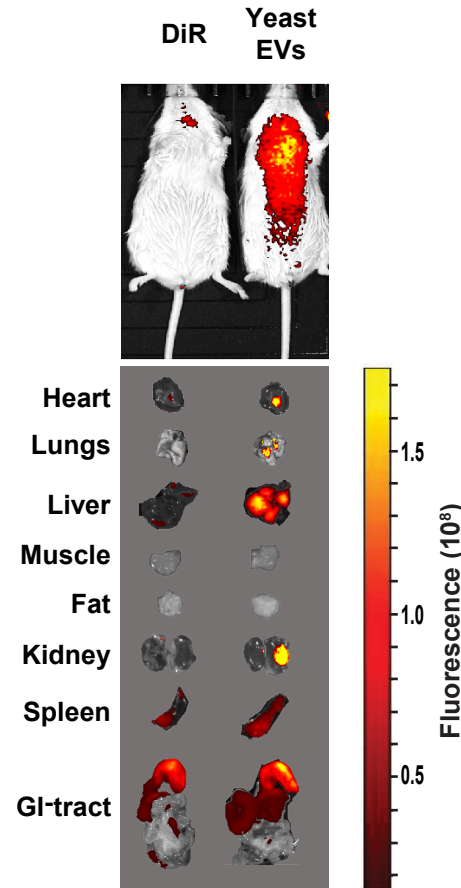 DiR
Yeast
EVs
Heart
Lungs
Liver
Muscle
Fat
Kidney
Spleen
GI-tract
1.5
1.0
0.5
Fluorescence (10⁸)